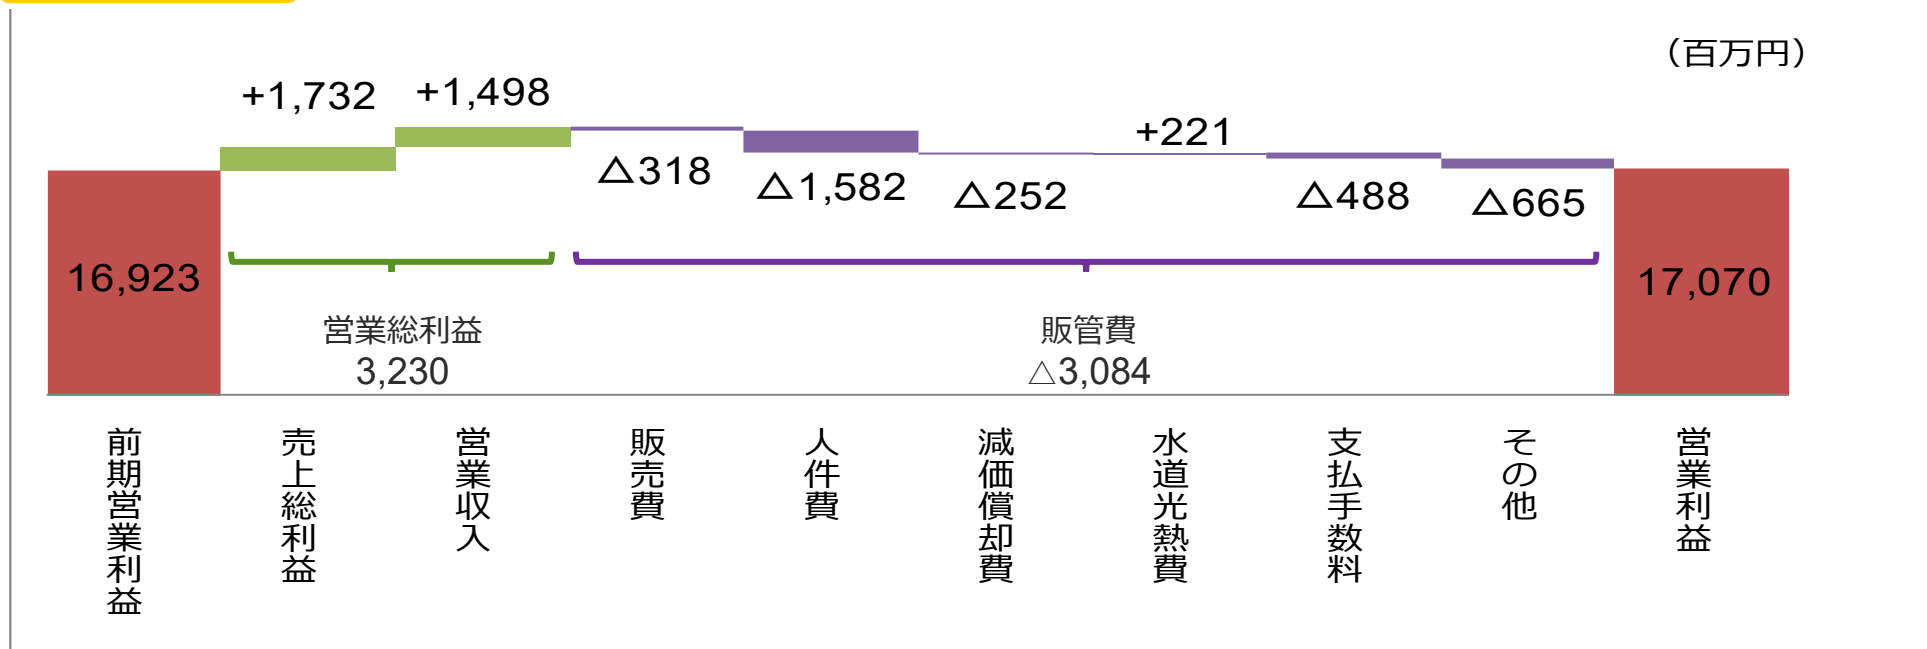 （百万円）
+1,732
+1,498
△318
△1,582
△252
+221
△488
△665
16,923
17,070
営業総利益
3,230
販管費
△3,084
前期営業利益
売上総利益
営業収入
販売費
人件費
減価償却費
水道光熱費
支払手数料
その他
営業利益